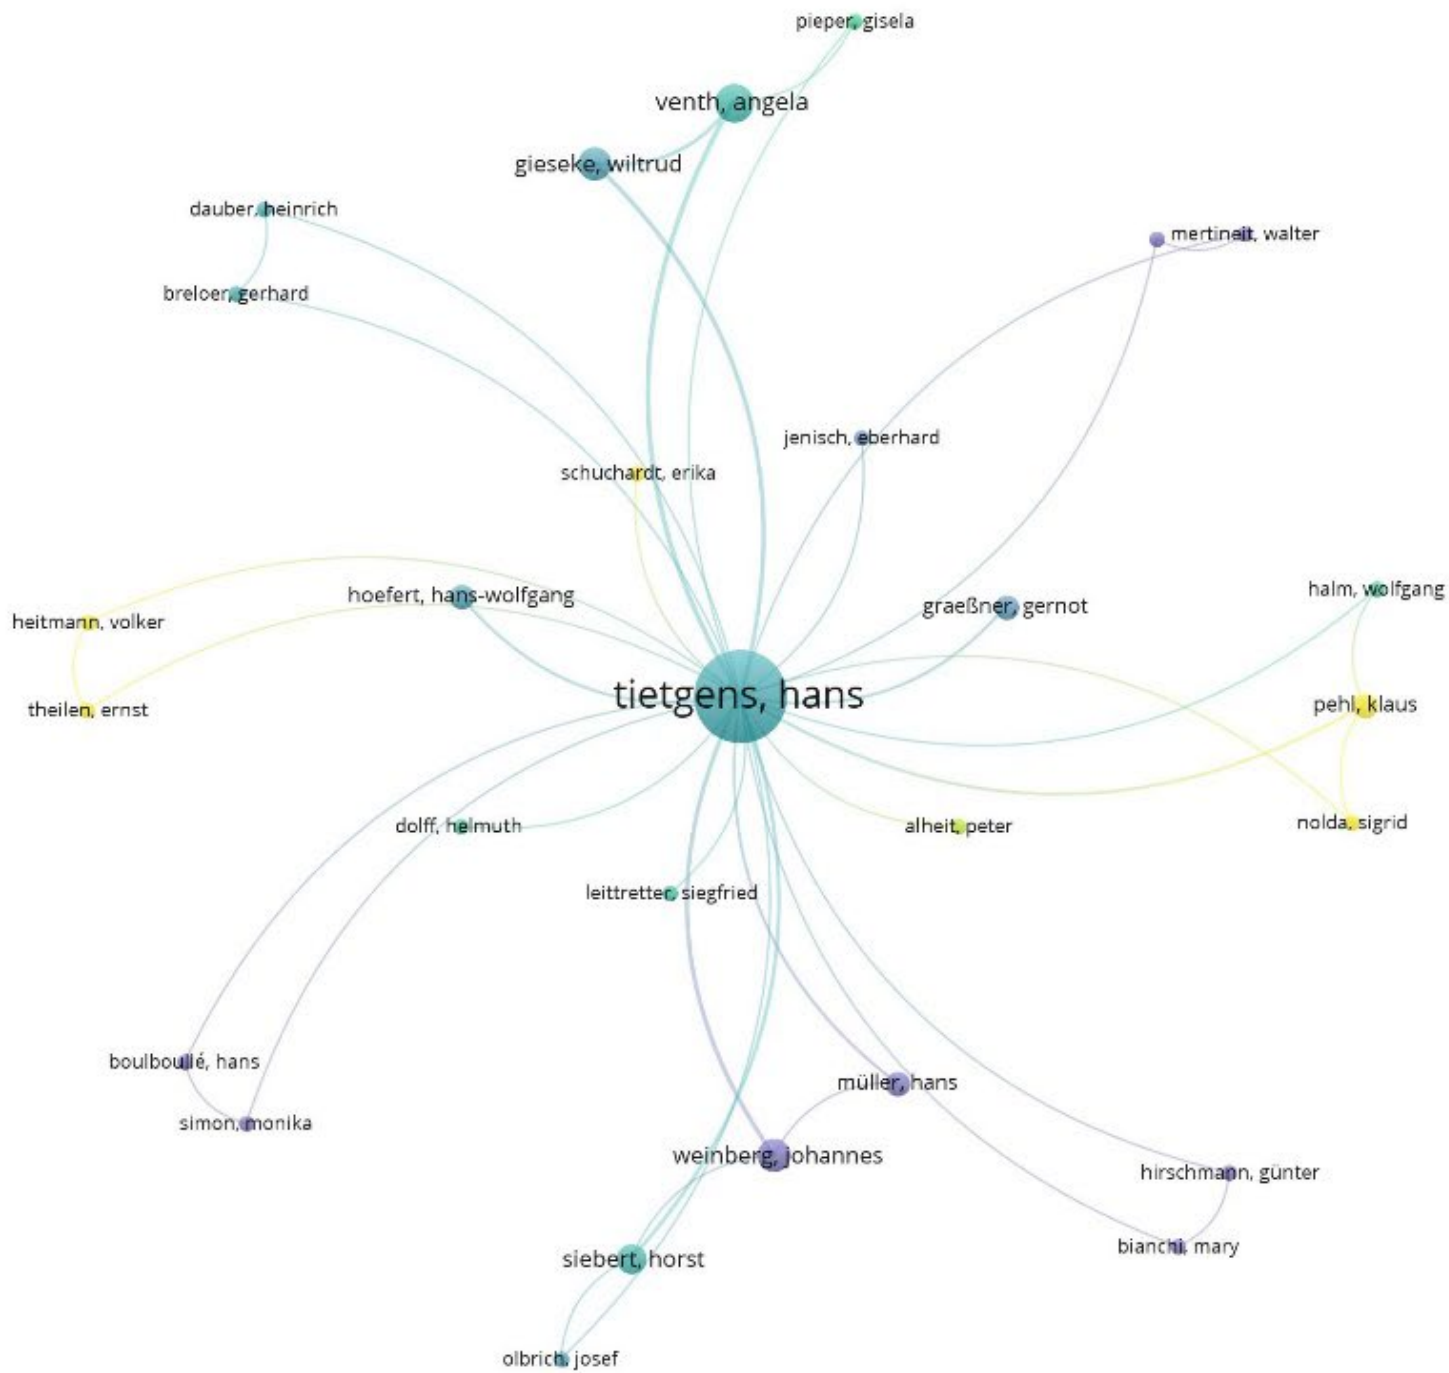 pieper, gisela
venth, angela
gieseke, wiltrud
dauber, heinrich
mertineit, walter
breloer, gerhard
jenisch, eberhard
schuchardt, erika
halm, wolfgang
hoefert, hans-wolfgang
graeßner, gernot
heitmann, volker
tietgens, hans
pehl, klaus
theilen, ernst
nolda, sigrid
dolff, helmuth
alheit, peter
leittretter, siegfried
boulboullé, hans
müller, hans
simon, monika
weinberg, johannes
hirschmann, günter
bianchi, mary
siebert, horst
olbrich, josef